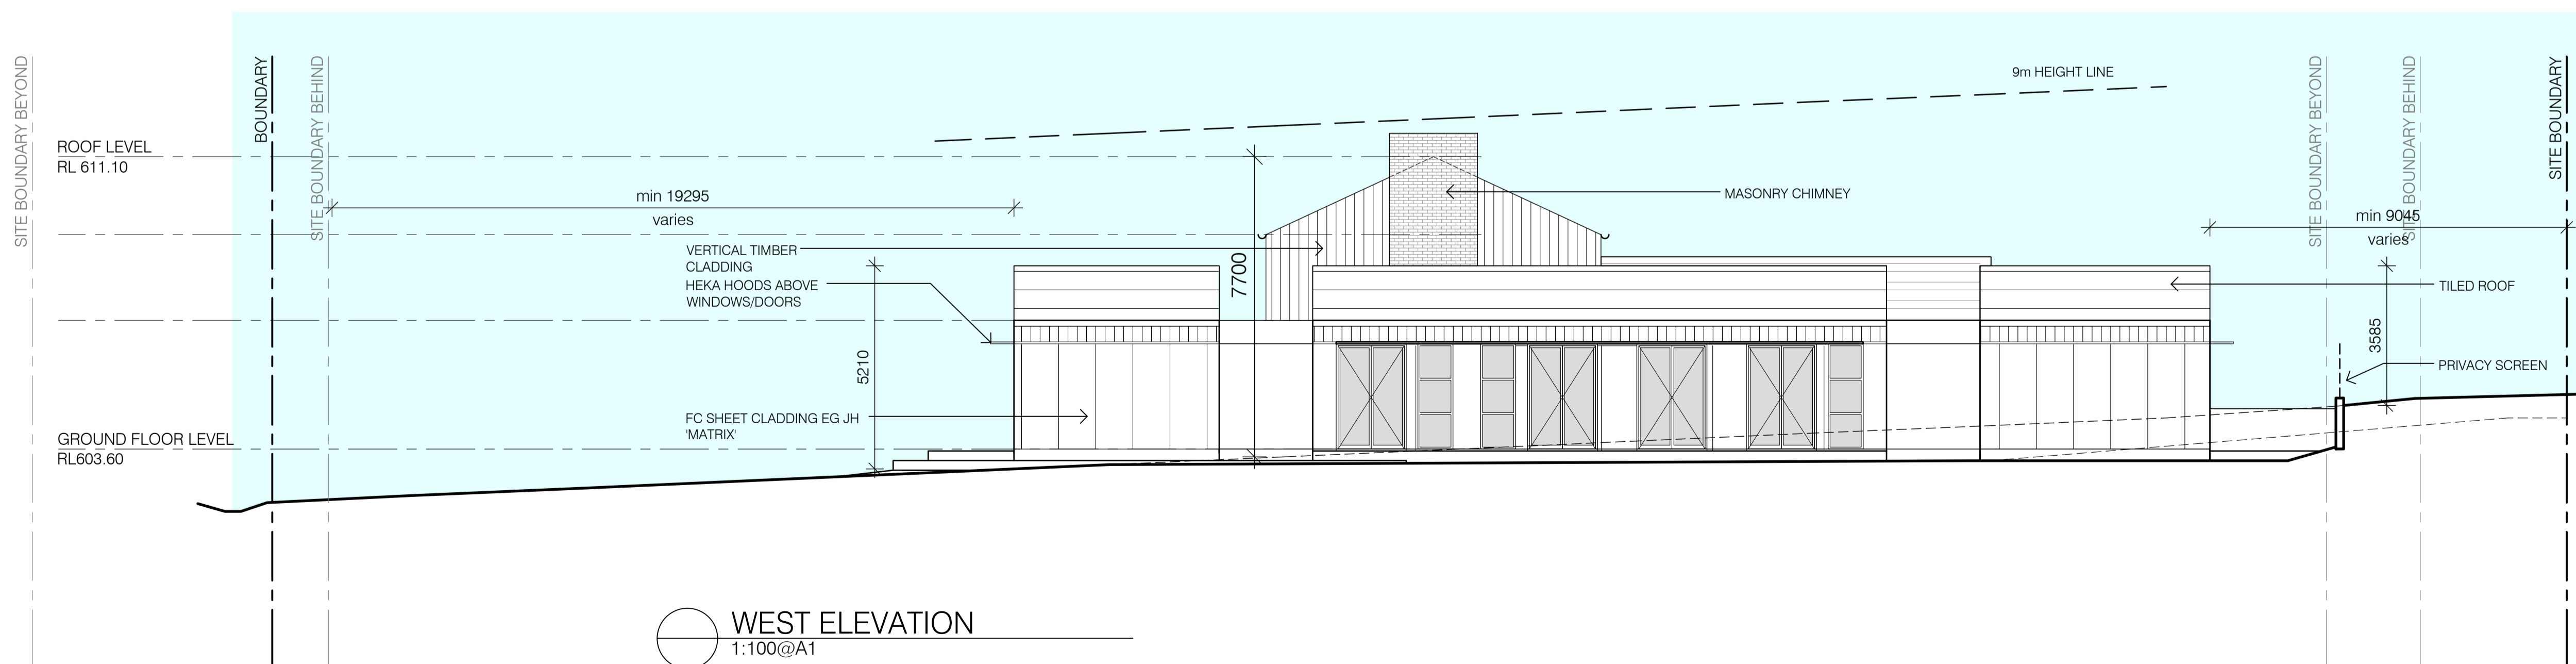 SITE BOUNDARY BEYOND
BOUNDARY
SITE BOUNDARY BEHIND
9m HEIGHT LINE
SITE BOUNDARY BEYOND
SITE BOUNDARY BEHIND
SITE BOUNDARY
ROOF LEVEL
RL 611.10
min 19295
varies
MASONRY CHIMNEY
min 9045
varies
VERTICAL TIMBER
CLADDING
HEKA HOODS ABOVE
WINDOWS/DOORS
7700
TILED ROOF
5210
3585
PRIVACY SCREEN
FC SHEET CLADDING EG JH
'MATRIX'
GROUND FLOOR LEVEL
RL603.60
WEST ELEVATION
1:100@A1